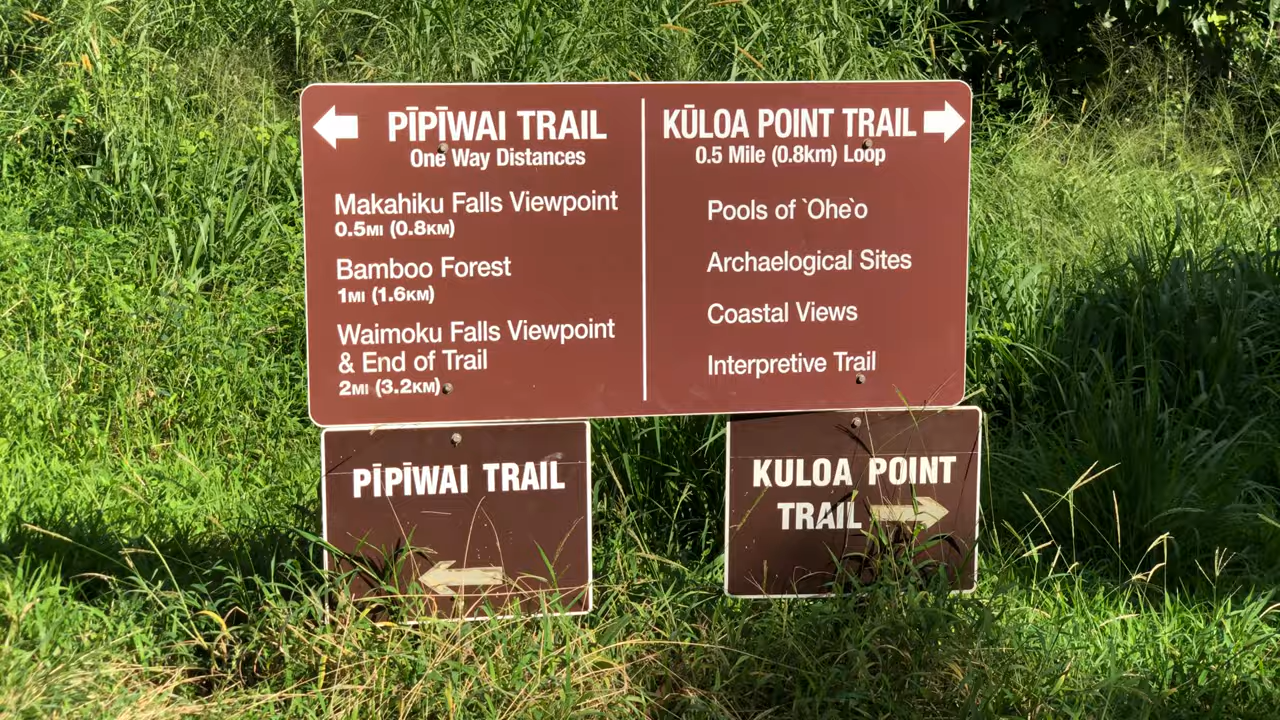 PĪPĪWAI TRAIL
One Way Distances
Makahiku Falls Viewpoint
0.5MI (0.8KM)
Bamboo Forest
1MI (1.6KM)
Waimoku Falls Viewpoint
& End of Trail
2MI (3.2KM)
KŪLOA POINT TRAIL
0.5 Mile (0.8km) Loop
Pools of `Ohe`o
Archaelogical Sites
Coastal Views
Interpretive Trail
PĪPĪWAI TRAIL
KULOA POINT
TRAIL